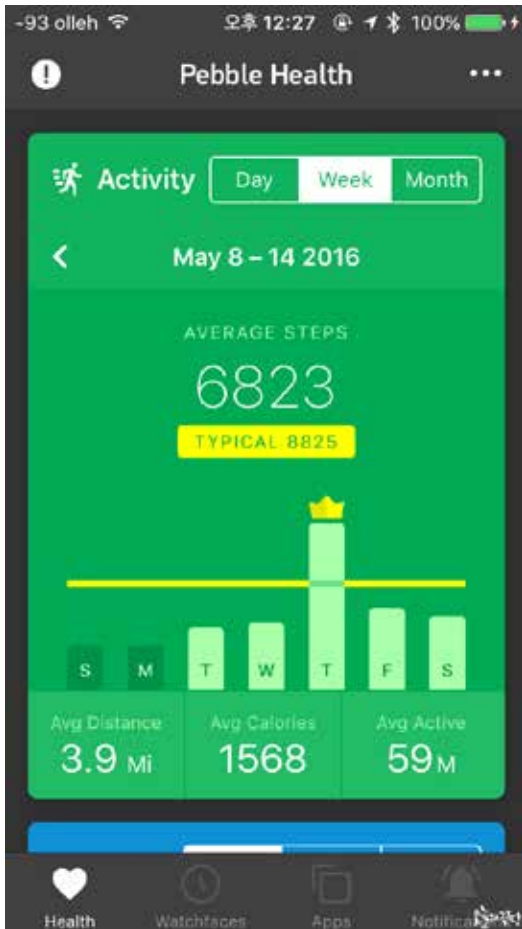 -93 olleh 오후 12:27 100%
Pebble Health
Activity Day Week Month
May 8 – 14 2016
AVERAGE STEPS
6823
TYPICAL 8825
S M T W T F S
Avg Distance Avg Calories Avg Active
3.9 Mi 1568 59M
Health Watchfaces Apps